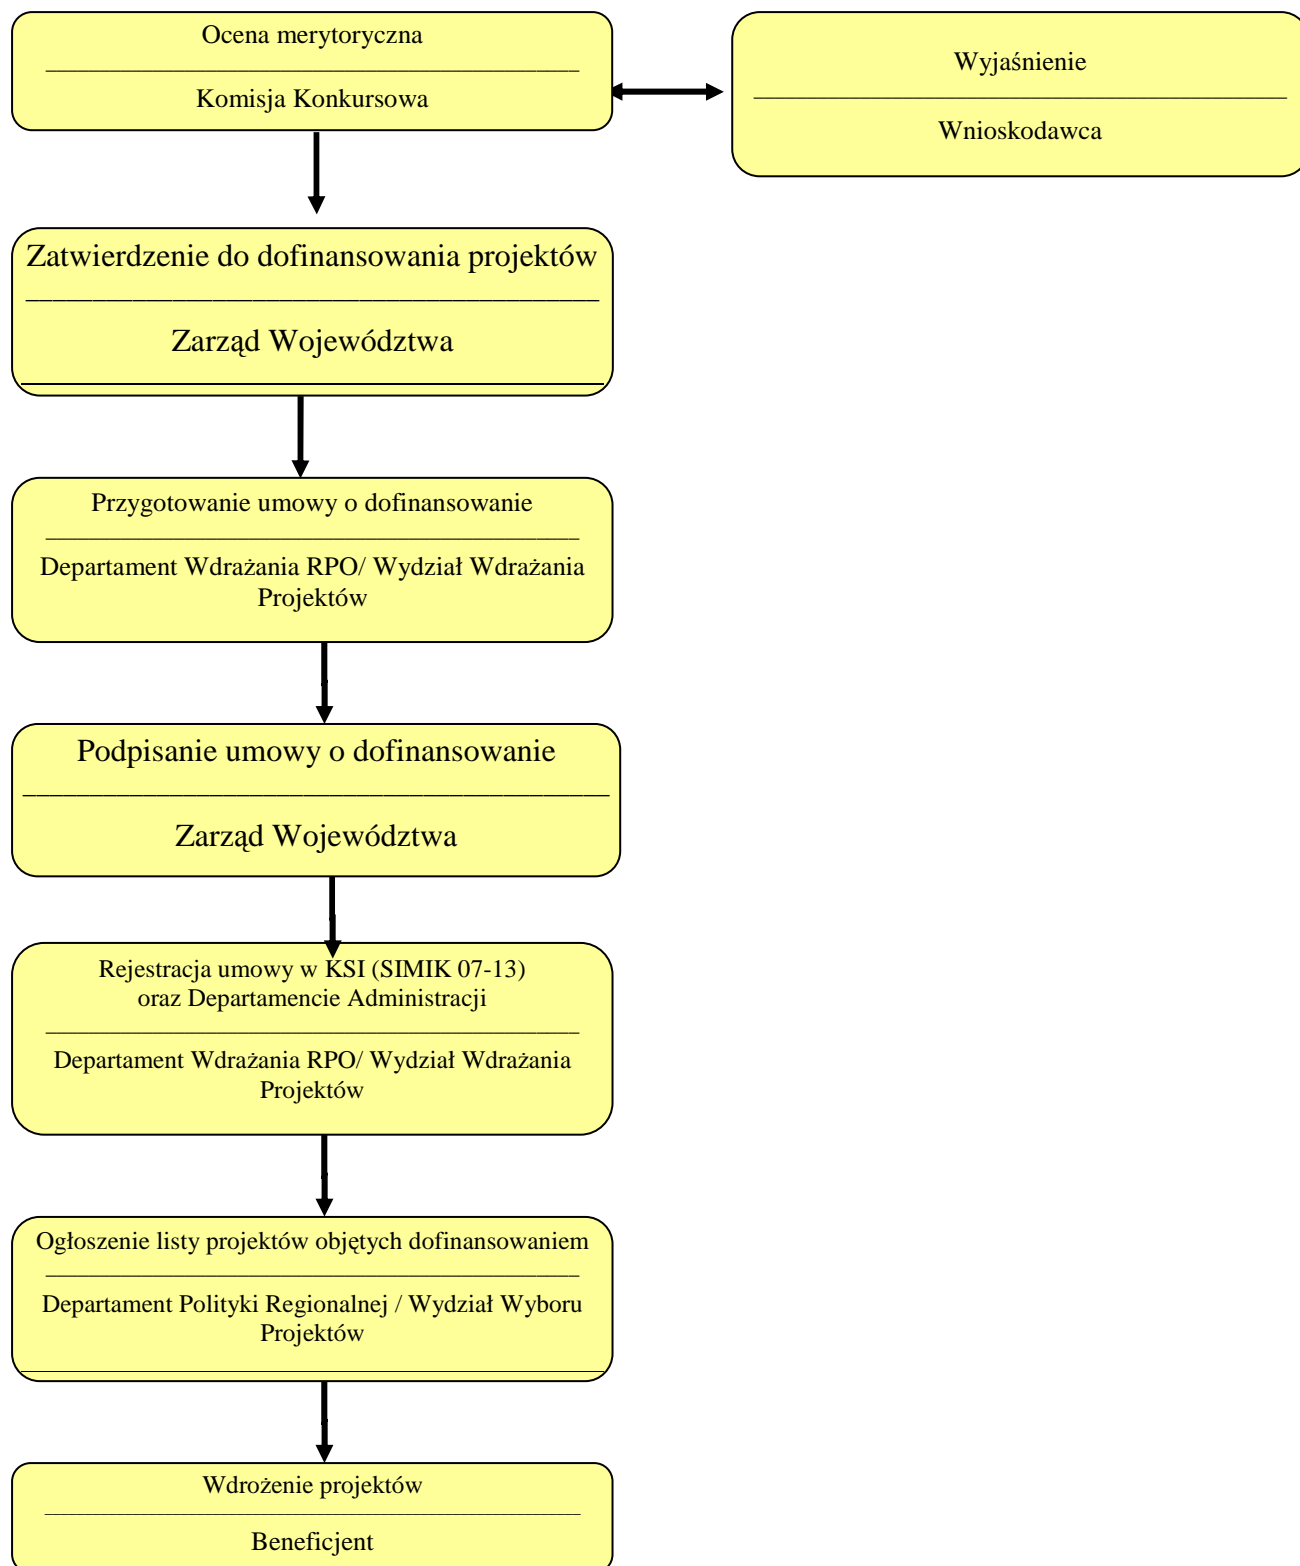 Ocena merytoryczna
Komisja Konkursowa
Wyjaśnienie
Wnioskodawca
Zatwierdzenie do dofinansowania projektów
Zarząd Województwa
Przygotowanie umowy o dofinansowanie
Departament Wdrażania RPO/ Wydział Wdrażania
Projektów
Podpisanie umowy o dofinansowanie
Zarząd Województwa
Rejestracja umowy w KSI (SIMIK 07-13)
oraz Departamencie Administracji
Departament Wdrażania RPO/ Wydział Wdrażania
Projektów
Ogłoszenie listy projektów objętych dofinansowaniem
Departament Polityki Regionalnej / Wydział Wyboru
Projektów
Wdrożenie projektów
Beneficjent